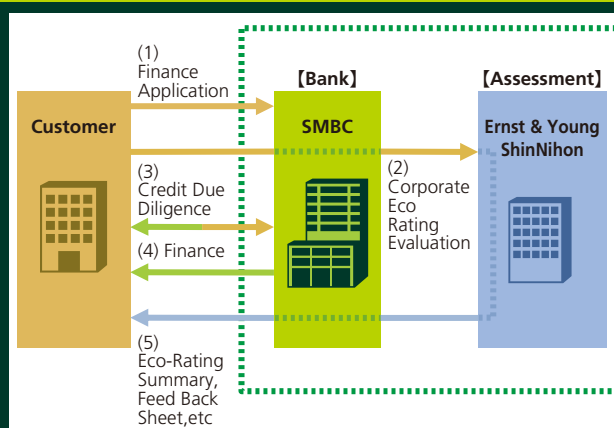 (1)
Finance
Application
【Bank】
【Assessment】
Customer
SMBC
Ernst & Young
ShinNihon
(3)
Credit Due
Diligence
(2)
Corporate
Eco
Rating
Evaluation
(4) Finance
(5)
Eco-Rating
Summary,
Feed Back
Sheet,etc